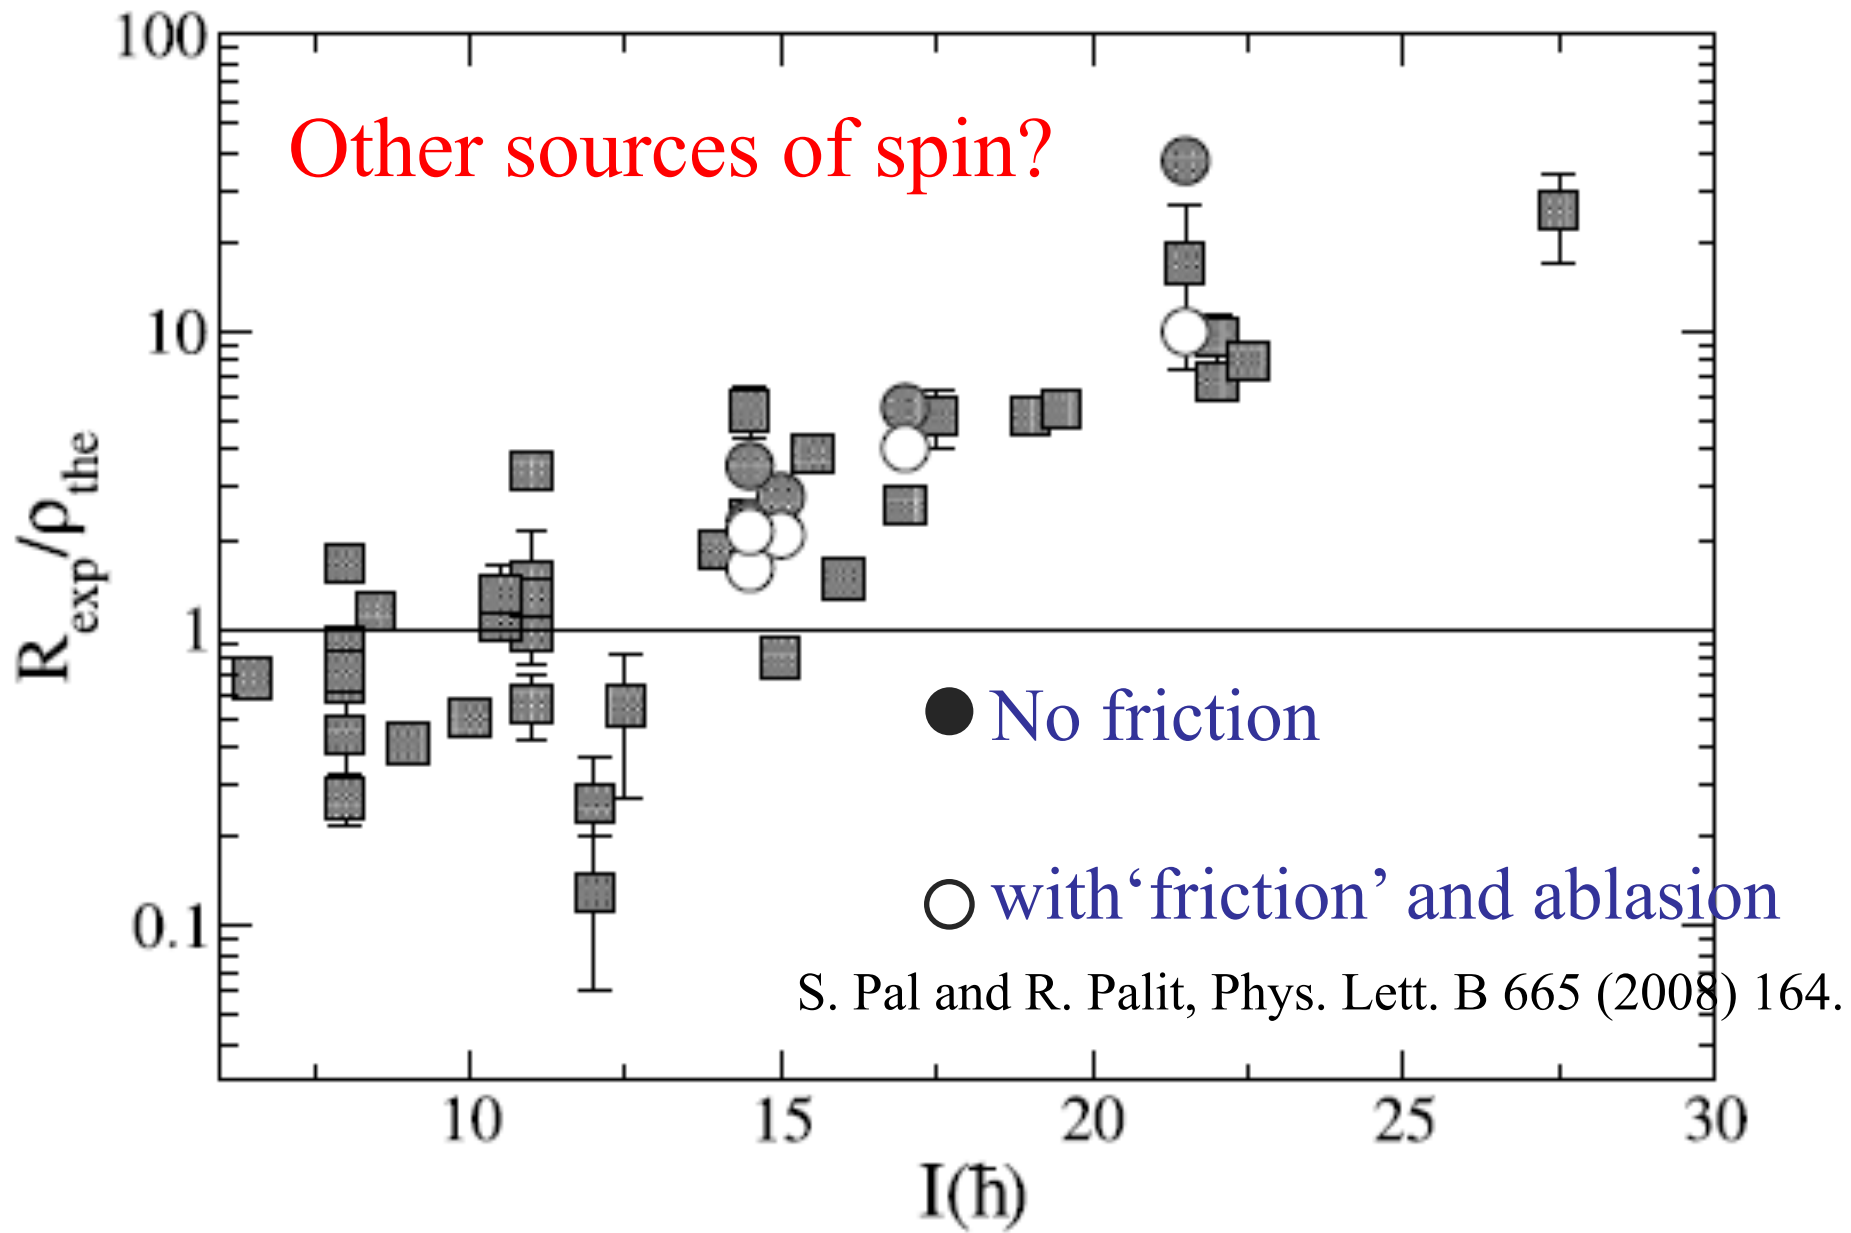 100
Other sources of spin?
10
R_exp/ρ_the
1
No friction
with‘friction’ and ablasion
0.1
S. Pal and R. Palit, Phys. Lett. B 665 (2008) 164.
10 15 20 25 30
I(ħ)